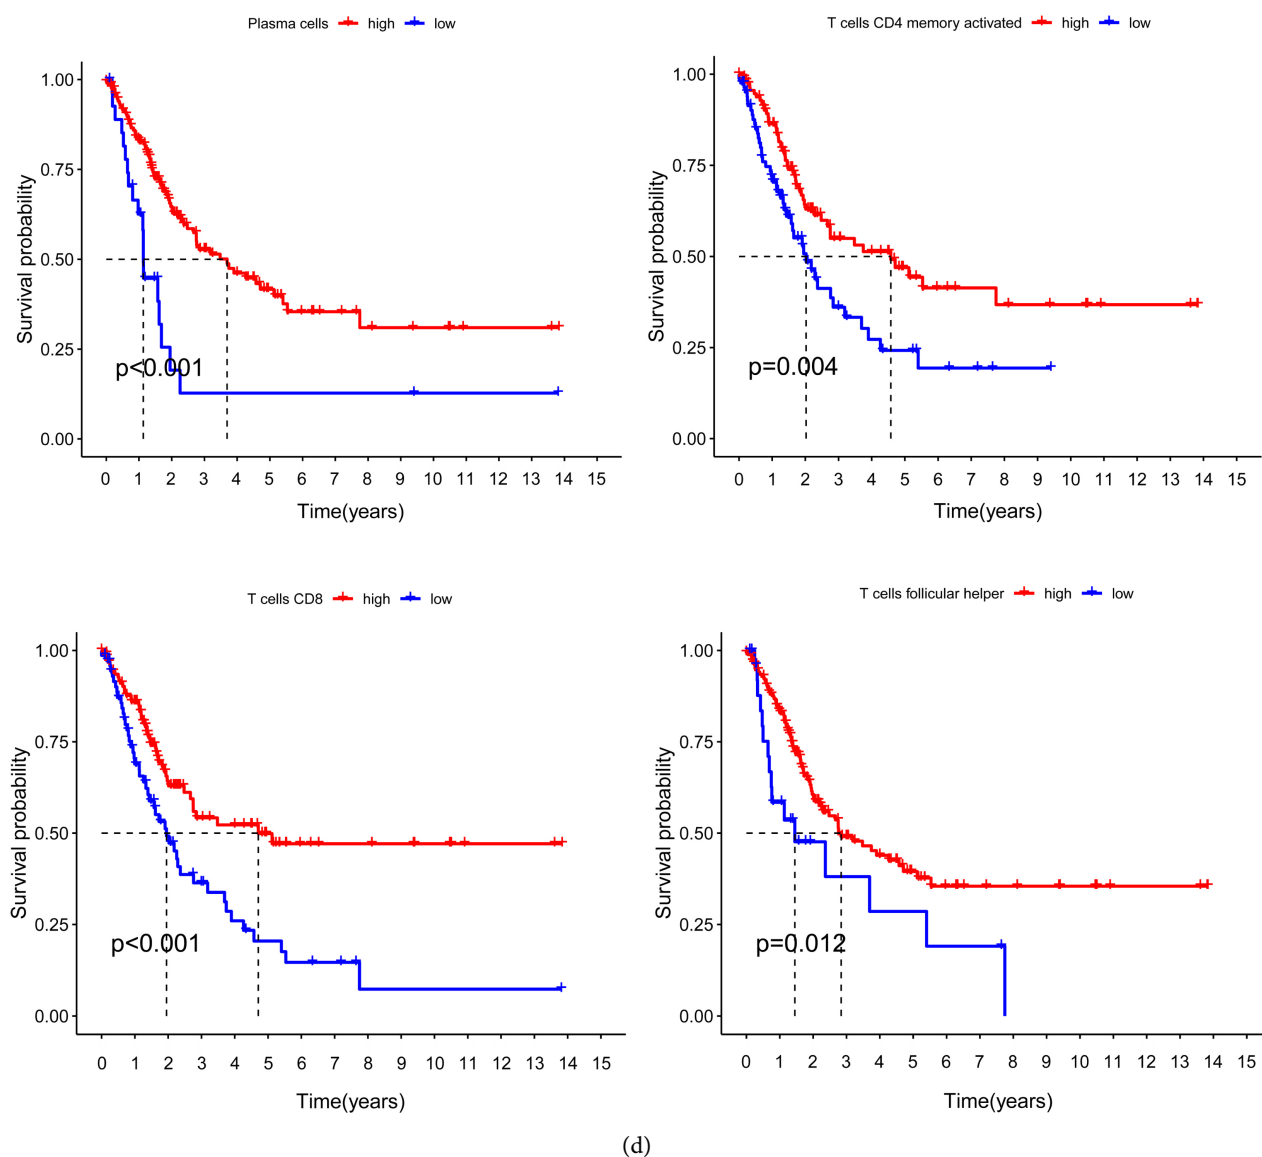 Plasma cells high low
1.00
0.75
0.50
0.25
0.00
Survival probability
p<0.001
0 1 2 3 4 5 6 7 8 9 10 11 12 13 14 15
Time(years)
T cells CD4 memory activated high low
1.00
0.75
0.50
0.25
0.00
Survival probability
p=0.004
0 1 2 3 4 5 6 7 8 9 10 11 12 13 14 15
Time(years)
T cells CD8 high low
1.00
0.75
0.50
0.25
0.00
Survival probability
p<0.001
0 1 2 3 4 5 6 7 8 9 10 11 12 13 14 15
Time(years)
T cells follicular helper high low
1.00
0.75
0.50
0.25
0.00
Survival probability
p=0.012
0 1 2 3 4 5 6 7 8 9 10 11 12 13 14 15
Time(years)
(d)